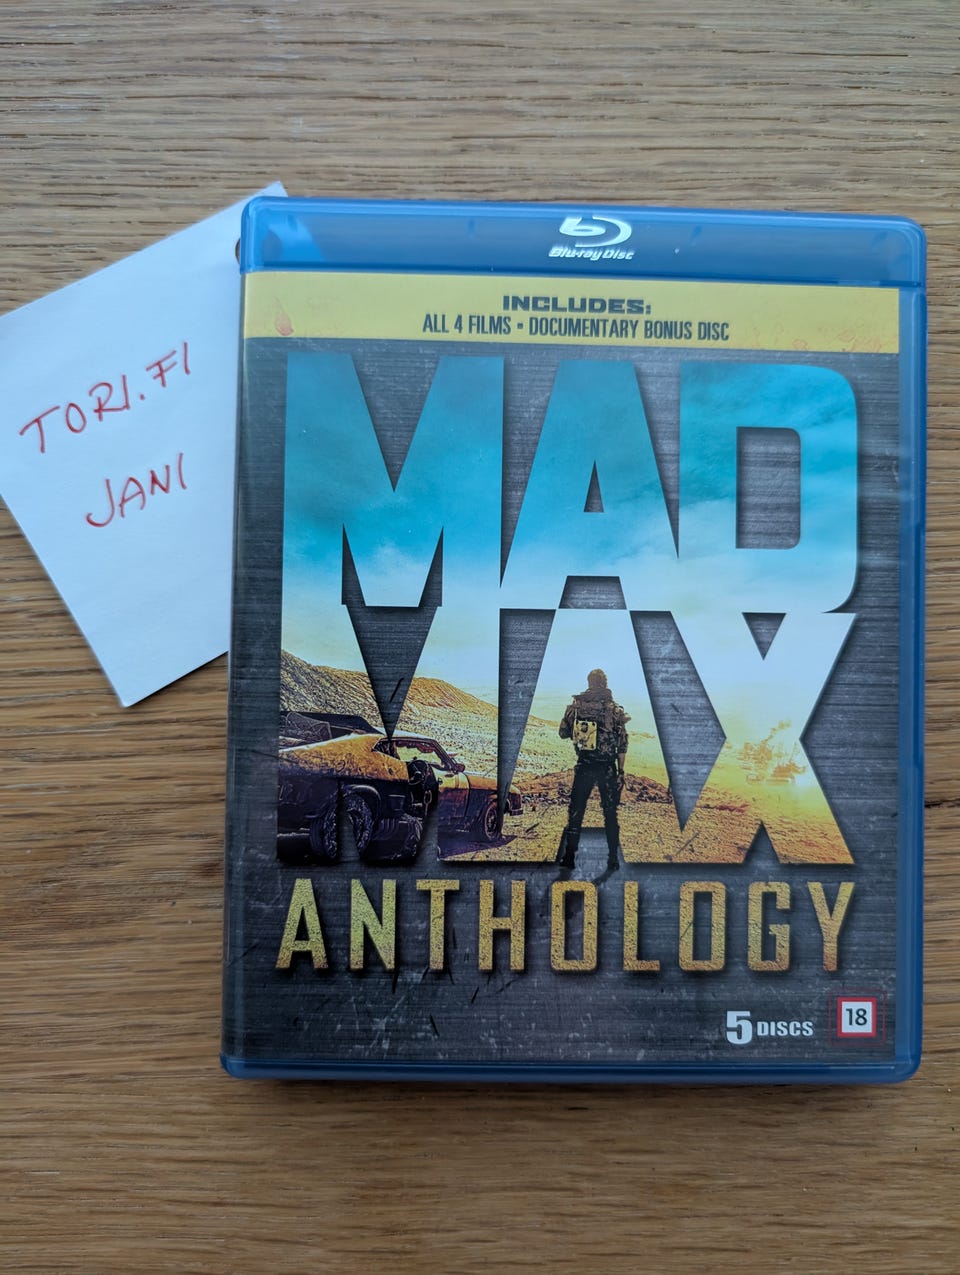 TORI.FI
JANI
Blu-ray Disc
INCLUDES:
ALL 4 FILMS • DOCUMENTARY BONUS DISC
MAD
MAX
ANTHOLOGY
5 DISCS
18